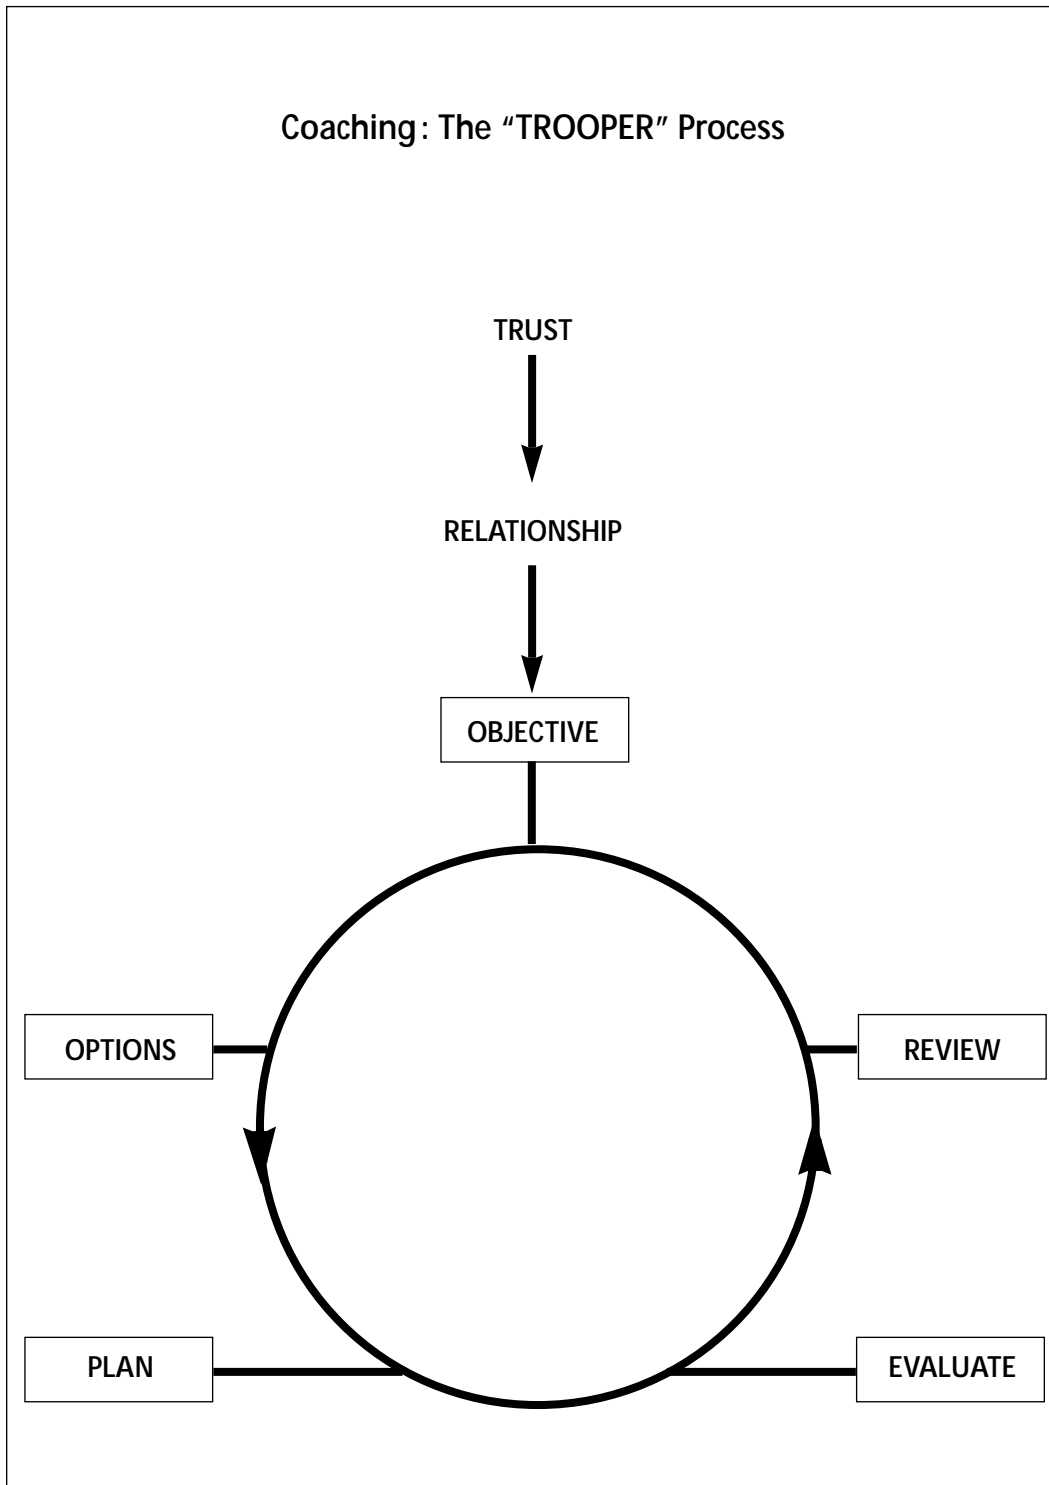 Coaching: The “TROOPER” Process
TRUST
RELATIONSHIP
OBJECTIVE
OPTIONS
REVIEW
PLAN
EVALUATE